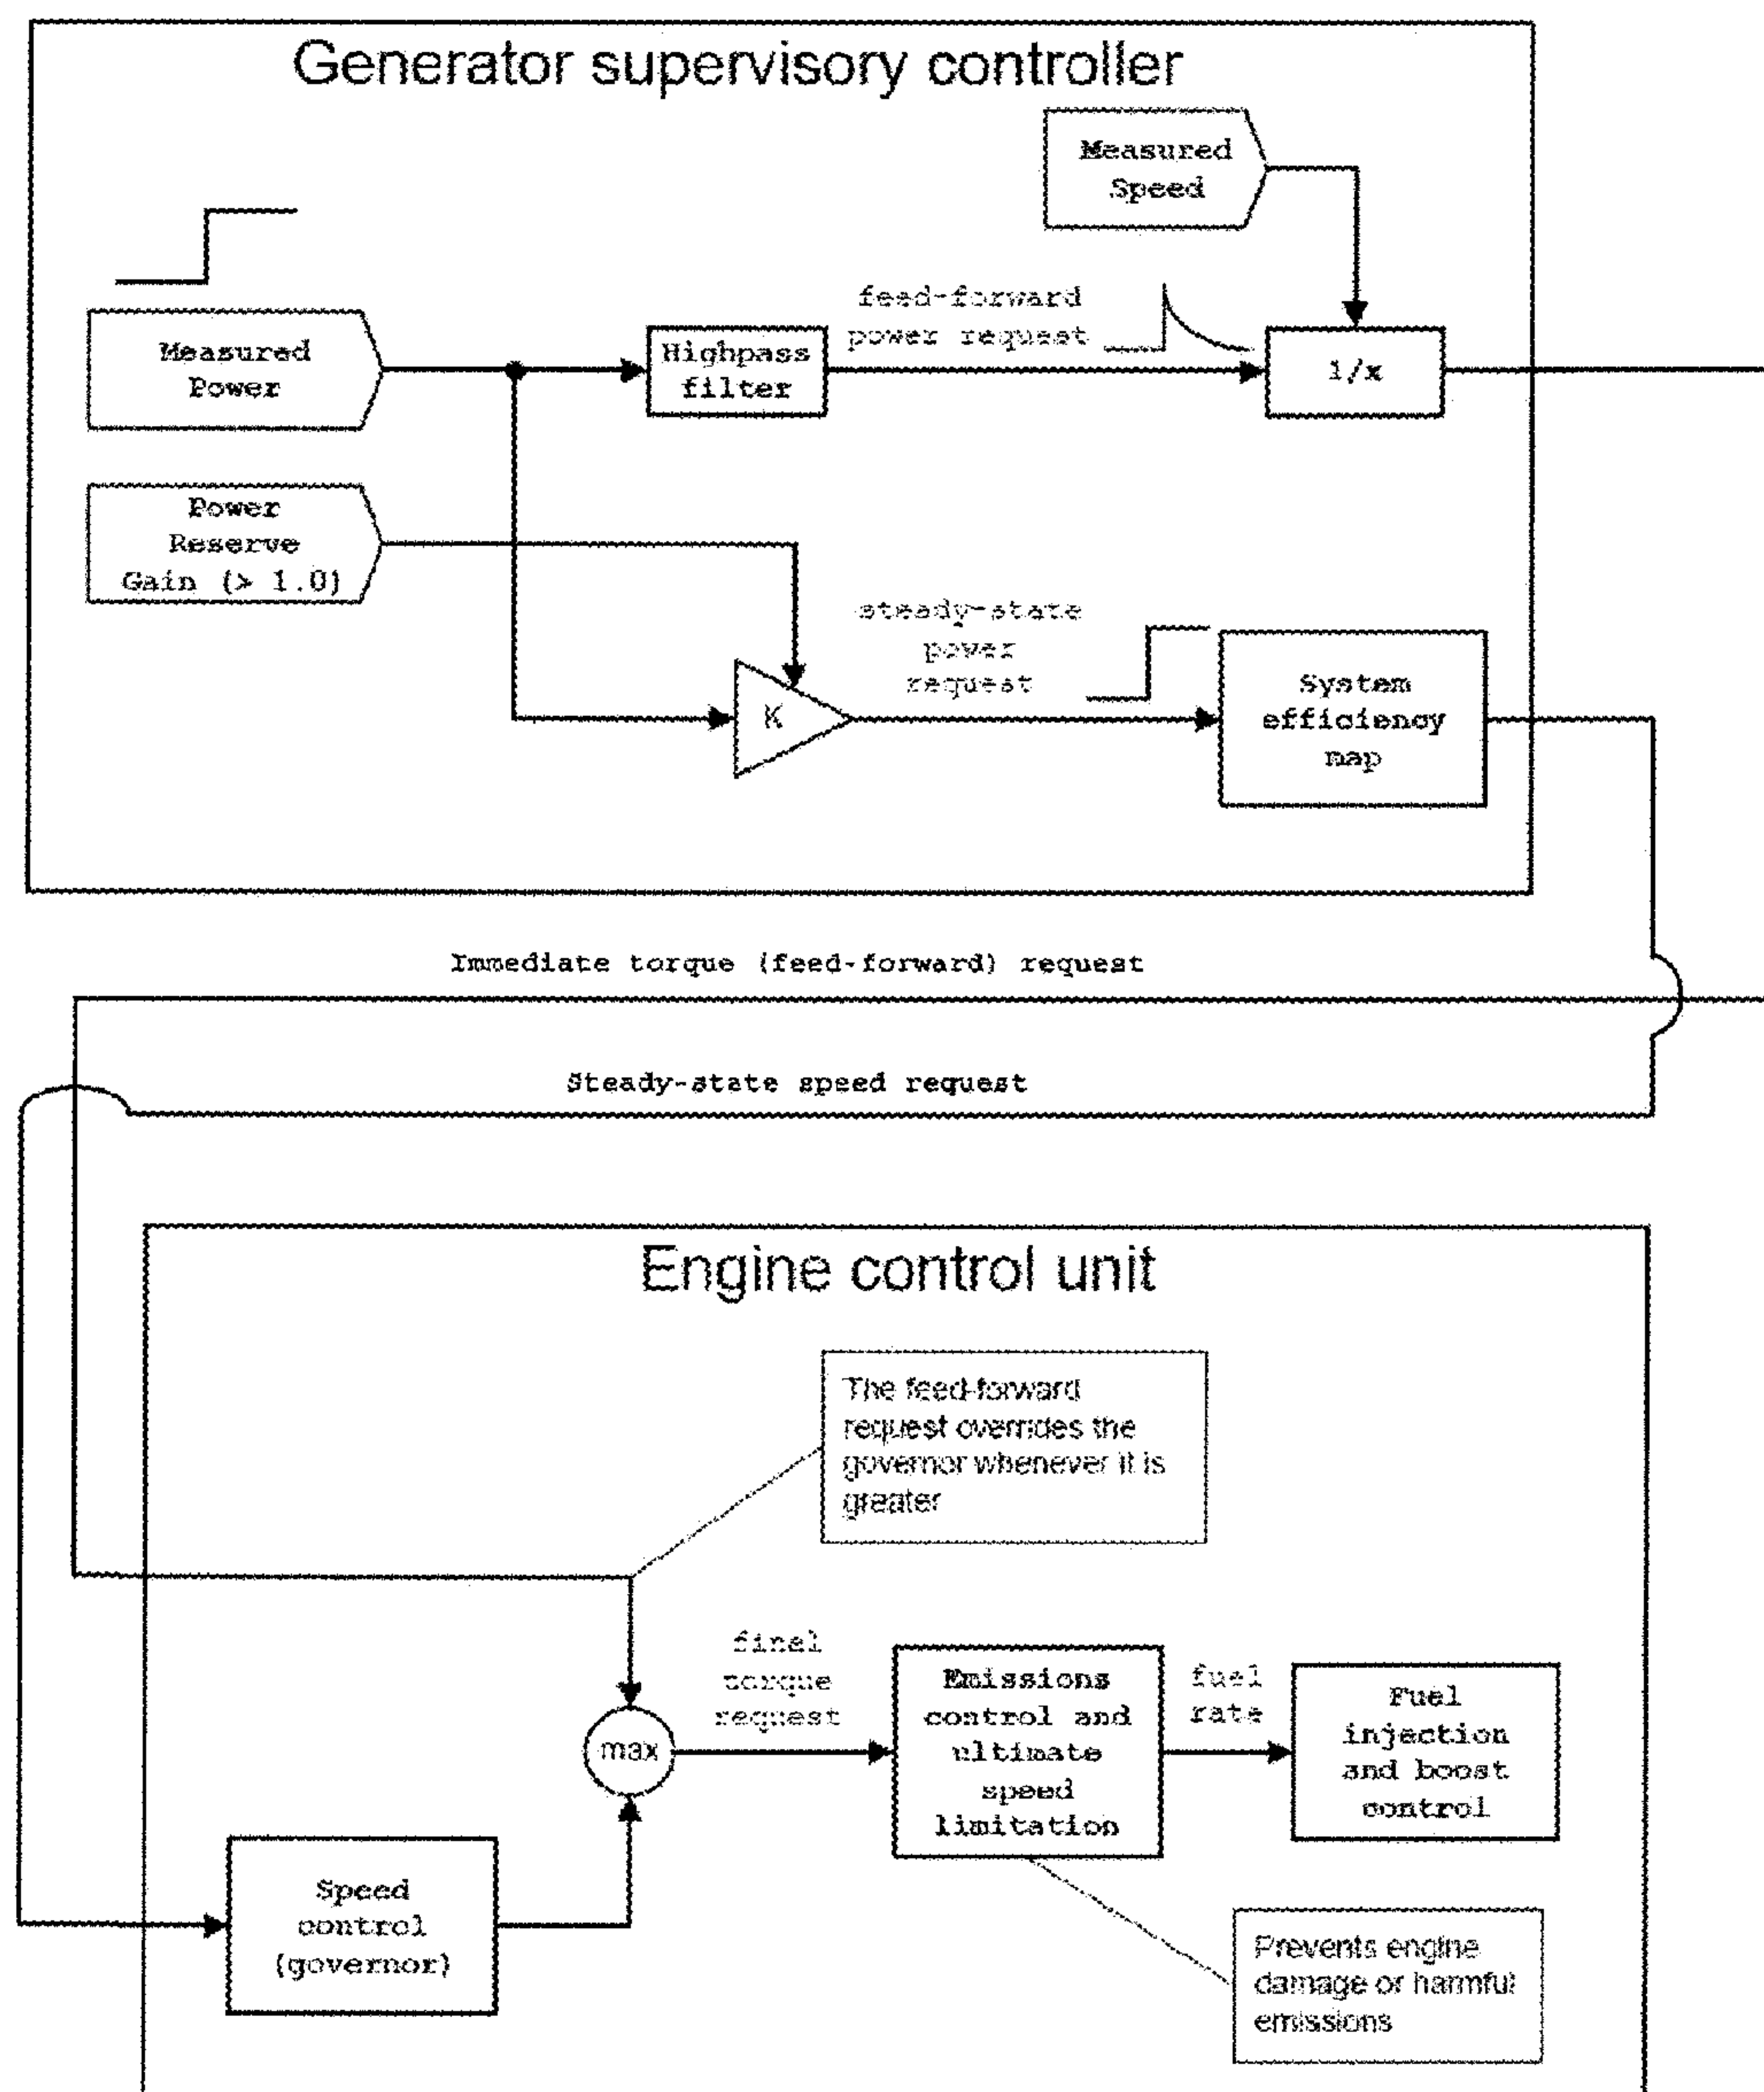 Generator supervisory controller
Measured
Speed
feed-forward
power request
Measured
Power
Highpass
filter
1/x
Power
Reserve
Gain (> 1.0)
steady-state
power
request
K
System
efficiency
map
Immediate torque (feed-forward) request
Steady-state speed request
Engine control unit
The feed-forward
request overrides the
governor whenever it is
greater
final
torque
request
max
Emissions
control and
ultimate
speed
limitation
fuel
rate
Fuel
injection
and boost
control
Speed
control
(governor)
Prevents engine
damage or harmful
emissions